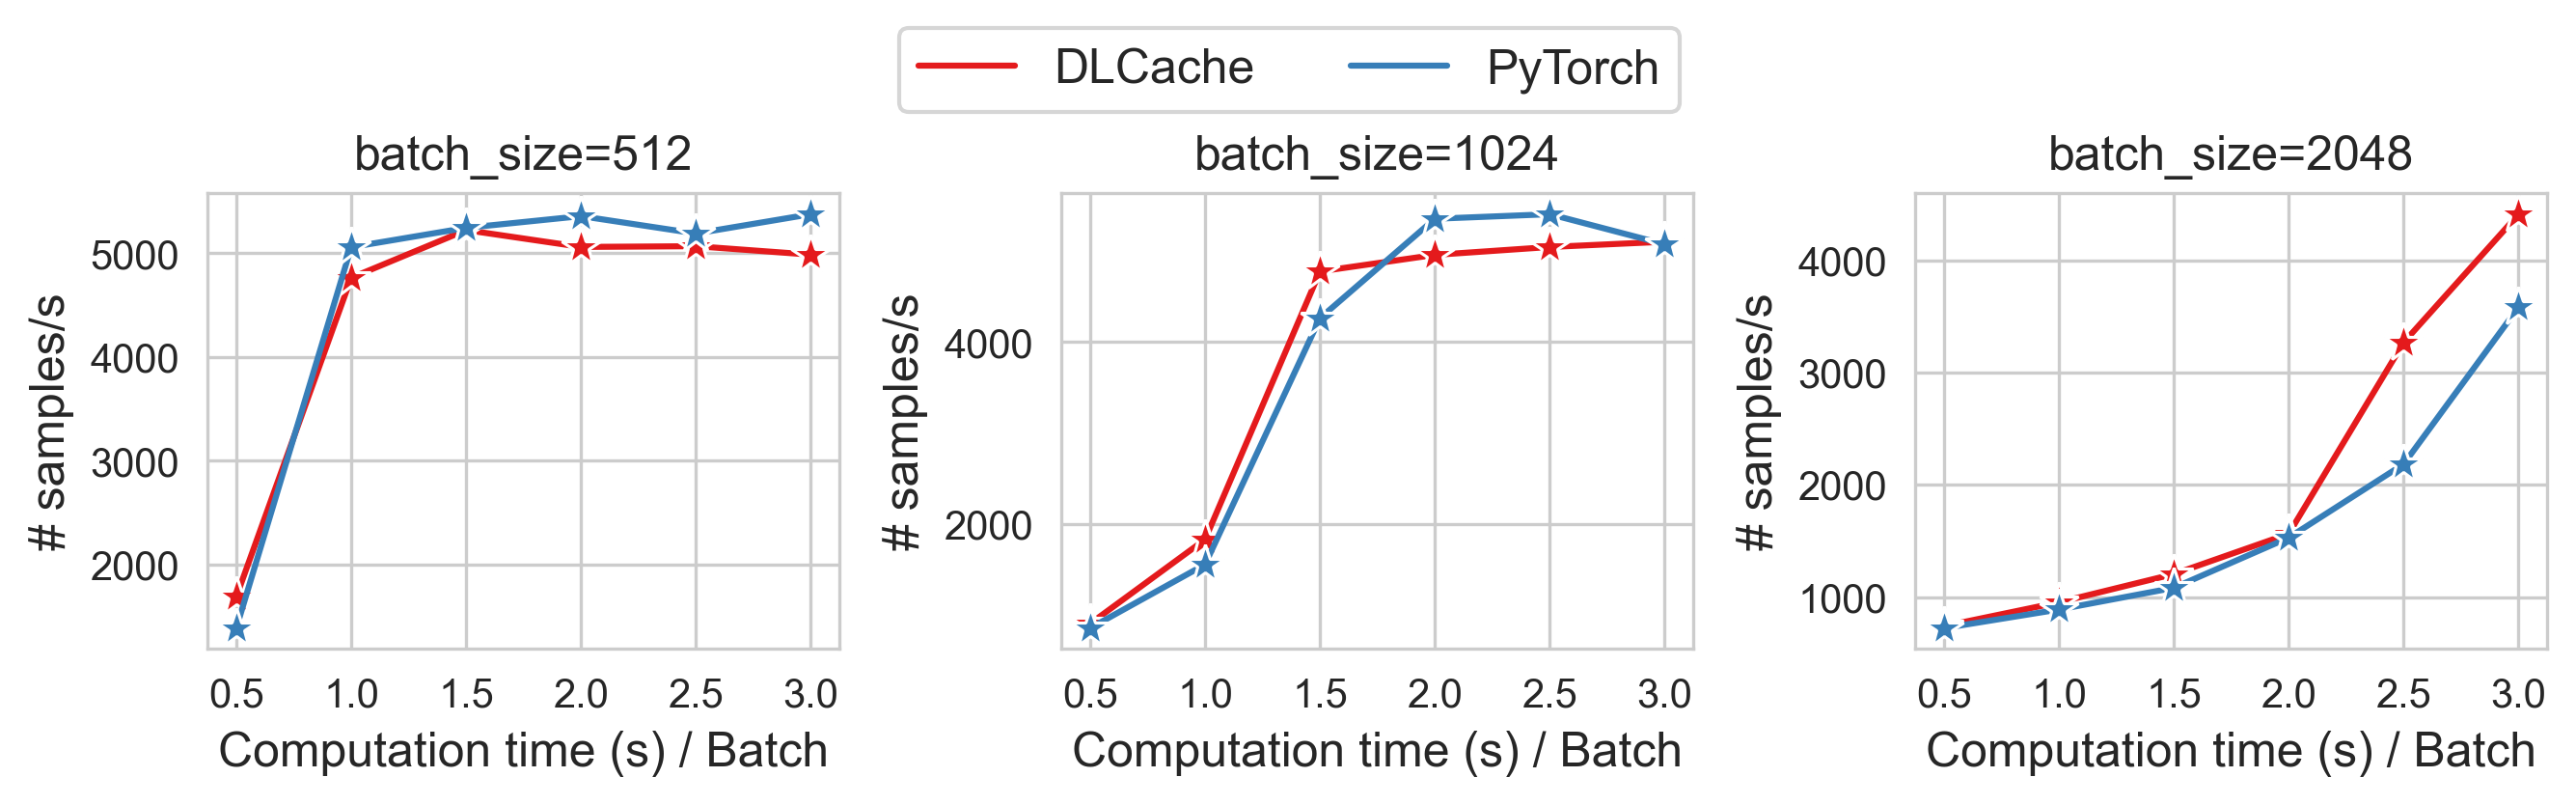 DLCache PyTorch
batch_size=512
5000
4000
3000
2000
# samples/s
0.5 1.0 1.5 2.0 2.5 3.0
Computation time (s) / Batch
batch_size=1024
4000
2000
# samples/s
0.5 1.0 1.5 2.0 2.5 3.0
Computation time (s) / Batch
batch_size=2048
4000
3000
2000
1000
# samples/s
0.5 1.0 1.5 2.0 2.5 3.0
Computation time (s) / Batch